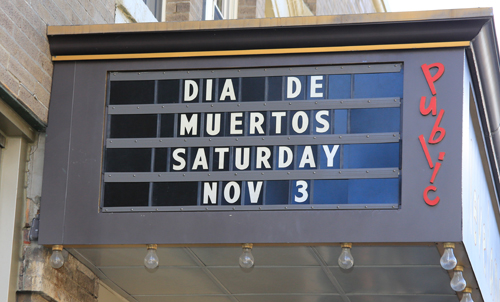 DIA DE
MUERTOS
SATURDAY
NOV 3
Public